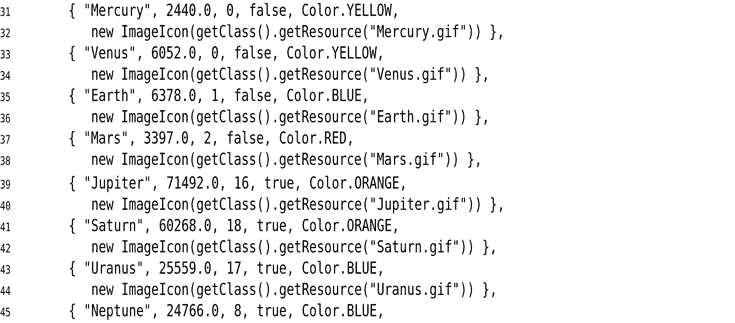 31 { "Mercury", 2440.0, 0, false, Color.YELLOW,
32 new ImageIcon(getClass().getResource("Mercury.gif")) },
33 { "Venus", 6052.0, 0, false, Color.YELLOW,
34 new ImageIcon(getClass().getResource("Venus.gif")) },
35 { "Earth", 6378.0, 1, false, Color.BLUE,
36 new ImageIcon(getClass().getResource("Earth.gif")) },
37 { "Mars", 3397.0, 2, false, Color.RED,
38 new ImageIcon(getClass().getResource("Mars.gif")) },
39 { "Jupiter", 71492.0, 16, true, Color.ORANGE,
40 new ImageIcon(getClass().getResource("Jupiter.gif")) },
41 { "Saturn", 60268.0, 18, true, Color.ORANGE,
42 new ImageIcon(getClass().getResource("Saturn.gif")) },
43 { "Uranus", 25559.0, 17, true, Color.BLUE,
44 new ImageIcon(getClass().getResource("Uranus.gif")) },
45 { "Neptune", 24766.0, 8, true, Color.BLUE,